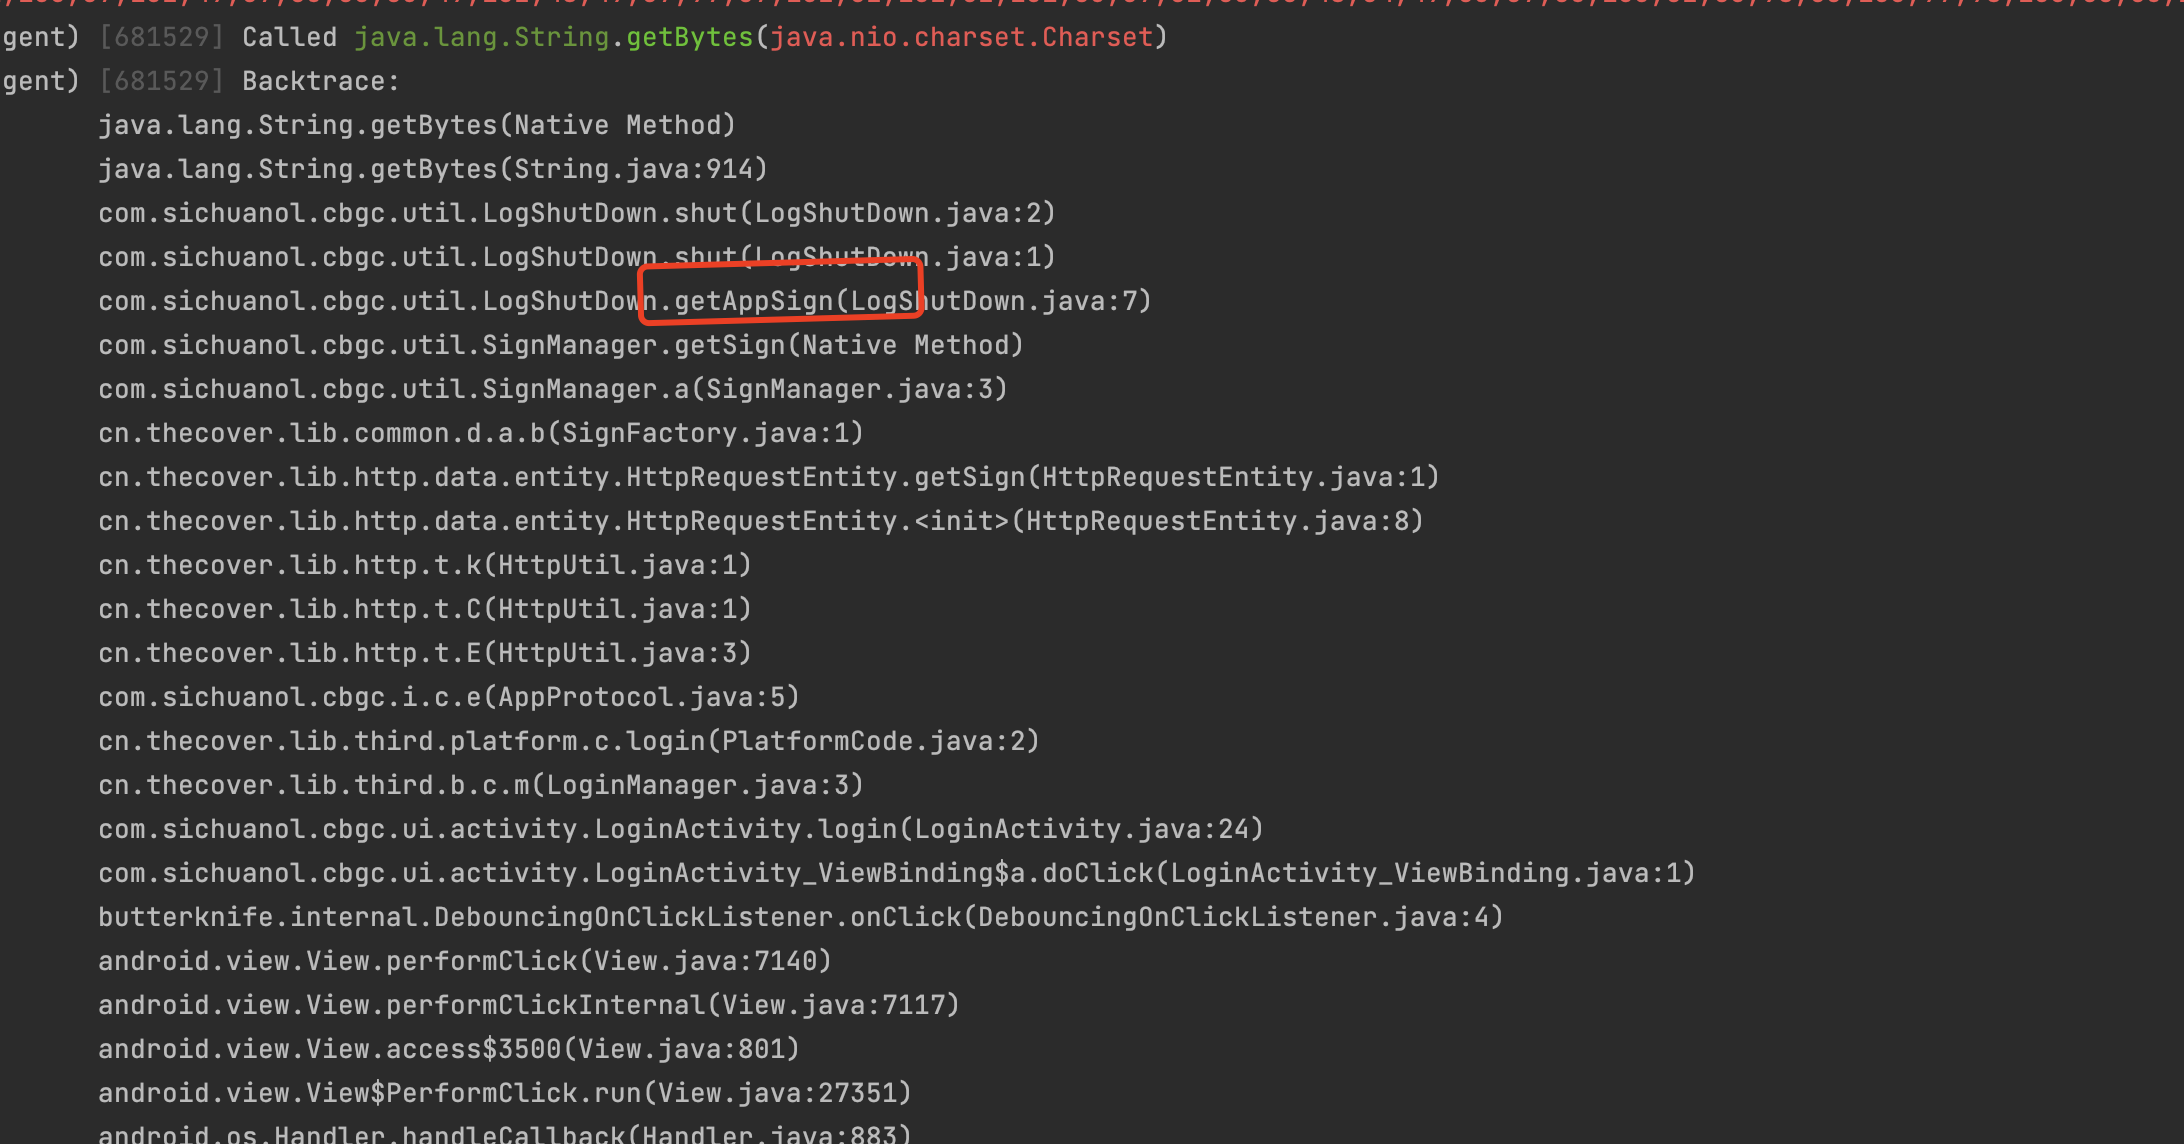 gent) [681529] Called java.lang.String.getBytes(java.nio.charset.Charset)
gent) [681529] Backtrace:
java.lang.String.getBytes(Native Method)
java.lang.String.getBytes(String.java:914)
com.sichuanol.cbgc.util.LogShutDown.shut(LogShutDown.java:2)
com.sichuanol.cbgc.util.LogShutDown.shut(LogShutDown.java:1)
com.sichuanol.cbgc.util.LogShutDown.getAppSign(LogShutDown.java:7)
com.sichuanol.cbgc.util.SignManager.getSign(Native Method)
com.sichuanol.cbgc.util.SignManager.a(SignManager.java:3)
cn.thecover.lib.common.d.a.b(SignFactory.java:1)
cn.thecover.lib.http.data.entity.HttpRequestEntity.getSign(HttpRequestEntity.java:1)
cn.thecover.lib.http.data.entity.HttpRequestEntity.<init>(HttpRequestEntity.java:8)
cn.thecover.lib.http.t.k(HttpUtil.java:1)
cn.thecover.lib.http.t.C(HttpUtil.java:1)
cn.thecover.lib.http.t.E(HttpUtil.java:3)
com.sichuanol.cbgc.i.c.e(AppProtocol.java:5)
cn.thecover.lib.third.platform.c.login(PlatformCode.java:2)
cn.thecover.lib.third.b.c.m(LoginManager.java:3)
com.sichuanol.cbgc.ui.activity.LoginActivity.login(LoginActivity.java:24)
com.sichuanol.cbgc.ui.activity.LoginActivity_ViewBinding$a.doClick(LoginActivity_ViewBinding.java:1)
butterknife.internal.DebouncingOnClickListener.onClick(DebouncingOnClickListener.java:4)
android.view.View.performClick(View.java:7140)
android.view.View.performClickInternal(View.java:7117)
android.view.View.access$3500(View.java:801)
android.view.View$PerformClick.run(View.java:27351)
android.os.Handler.handleCallback(Handler.java:883)